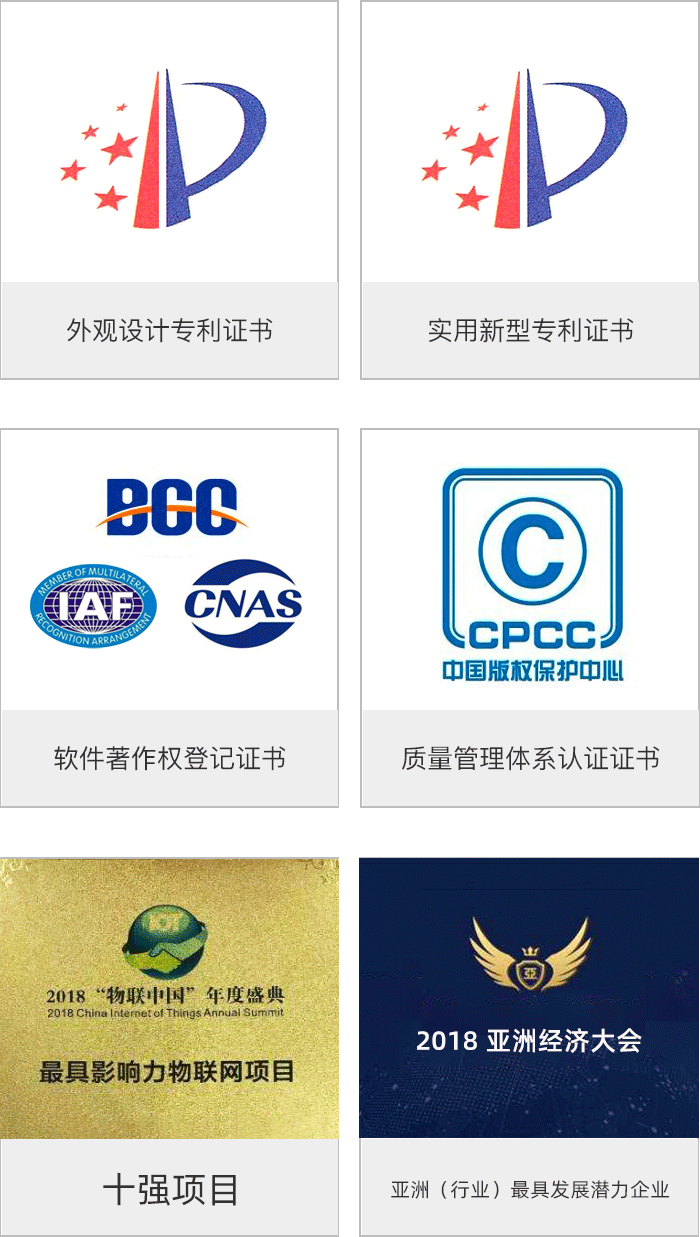 外观设计专利证书
实用新型专利证书
BCC
MEMBER OF MULTILATERAL
IAF
RECOGNITION ARRANGEMENT
CNAS
C
CPCC
中国版权保护中心
软件著作权登记证书
质量管理体系认证证书
IOT
2018“物联中国”年度盛典
2018 China Internet of Things Annual Summit
最具影响力物联网项目
亚
2018 亚洲经济大会
十强项目
亚洲（行业）最具发展潜力企业